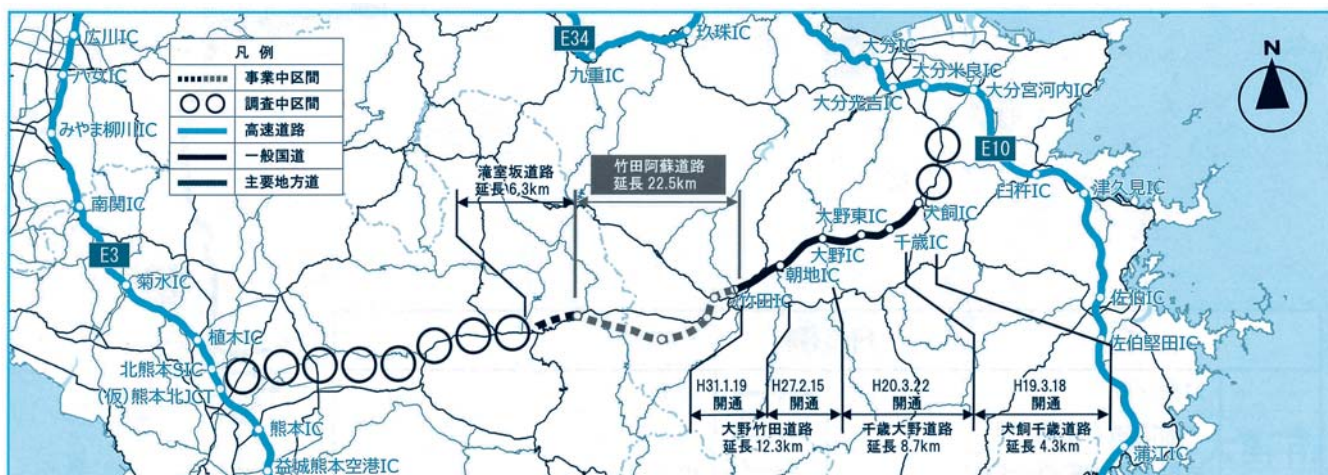 凡 例
事業中区間
調査中区間
高速道路
一般国道
主要地方道
広川IC
八女IC
みやま柳川IC
南関IC
E3
菊水IC
植木IC
北熊本SIC
(仮)熊本北JCT
熊本IC
益城熊本空港IC
E34
九重IC
玖珠IC
大分IC
大分米良IC
大分光吉IC
大分宮河内IC
E10
臼杵IC
津久見IC
佐伯IC
佐伯堅田IC
蒲江IC
N
滝室坂道路
延長6.3km
竹田阿蘇道路
延長 22.5km
大野東IC
犬飼IC
千歳IC
大野IC
朝地IC
竹田IC
H31.1.19
開通
H27.2.15
開通
H20.3.22
開通
H19.3.18
開通
大野竹田道路
延長 12.3km
千歳大野道路
延長 8.7km
犬飼千歳道路
延長 4.3km